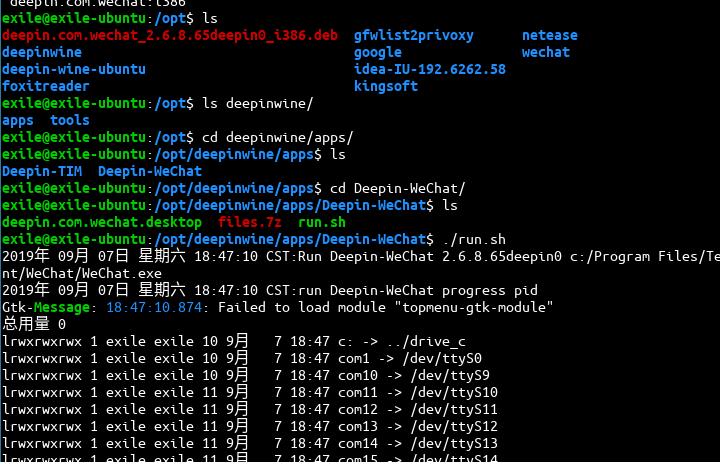 deepin.com.wechat:i386
exile@exile-ubuntu:/opt$ ls
deepin.com.wechat_2.6.8.65deepin0_i386.deb  gfwlist2privoxy      netease
deepinwine                                  google               wechat
deepin-wine-ubuntu                          idea-IU-192.6262.58
foxitreader                                 kingsoft
exile@exile-ubuntu:/opt$ ls deepinwine/
apps  tools
exile@exile-ubuntu:/opt$ cd deepinwine/apps/
exile@exile-ubuntu:/opt/deepinwine/apps$ ls
Deepin-TIM  Deepin-WeChat
exile@exile-ubuntu:/opt/deepinwine/apps$ cd Deepin-WeChat/
exile@exile-ubuntu:/opt/deepinwine/apps/Deepin-WeChat$ ls
deepin.com.wechat.desktop  files.7z  run.sh
exile@exile-ubuntu:/opt/deepinwine/apps/Deepin-WeChat$ ./run.sh
2019年 09月 07日 星期六 18:47:10 CST:Run Deepin-WeChat 2.6.8.65deepin0 c:/Program Files/Te
nt/WeChat/WeChat.exe
2019年 09月 07日 星期六 18:47:10 CST:run Deepin-WeChat progress pid
Gtk-Message: 18:47:10.874: Failed to load module "topmenu-gtk-module"
总用量 0
lrwxrwxrwx 1 exile exile 10 9月   7 18:47 c: -> ../drive_c
lrwxrwxrwx 1 exile exile 10 9月   7 18:47 com1 -> /dev/ttyS0
lrwxrwxrwx 1 exile exile 10 9月   7 18:47 com10 -> /dev/ttyS9
lrwxrwxrwx 1 exile exile 11 9月   7 18:47 com11 -> /dev/ttyS10
lrwxrwxrwx 1 exile exile 11 9月   7 18:47 com12 -> /dev/ttyS11
lrwxrwxrwx 1 exile exile 11 9月   7 18:47 com13 -> /dev/ttyS12
lrwxrwxrwx 1 exile exile 11 9月   7 18:47 com14 -> /dev/ttyS13
lrwxrwxrwx 1 exile exile 11 9月   7 18:47 com15 -> /dev/ttyS14